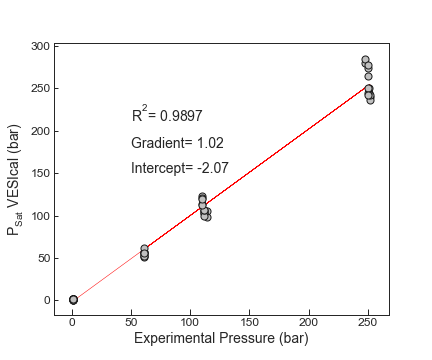 300
250
200
150
100
50
0
P_Sat VESIcal (bar)
R²= 0.9897
Gradient= 1.02
Intercept= -2.07
0 50 100 150 200 250
Experimental Pressure (bar)